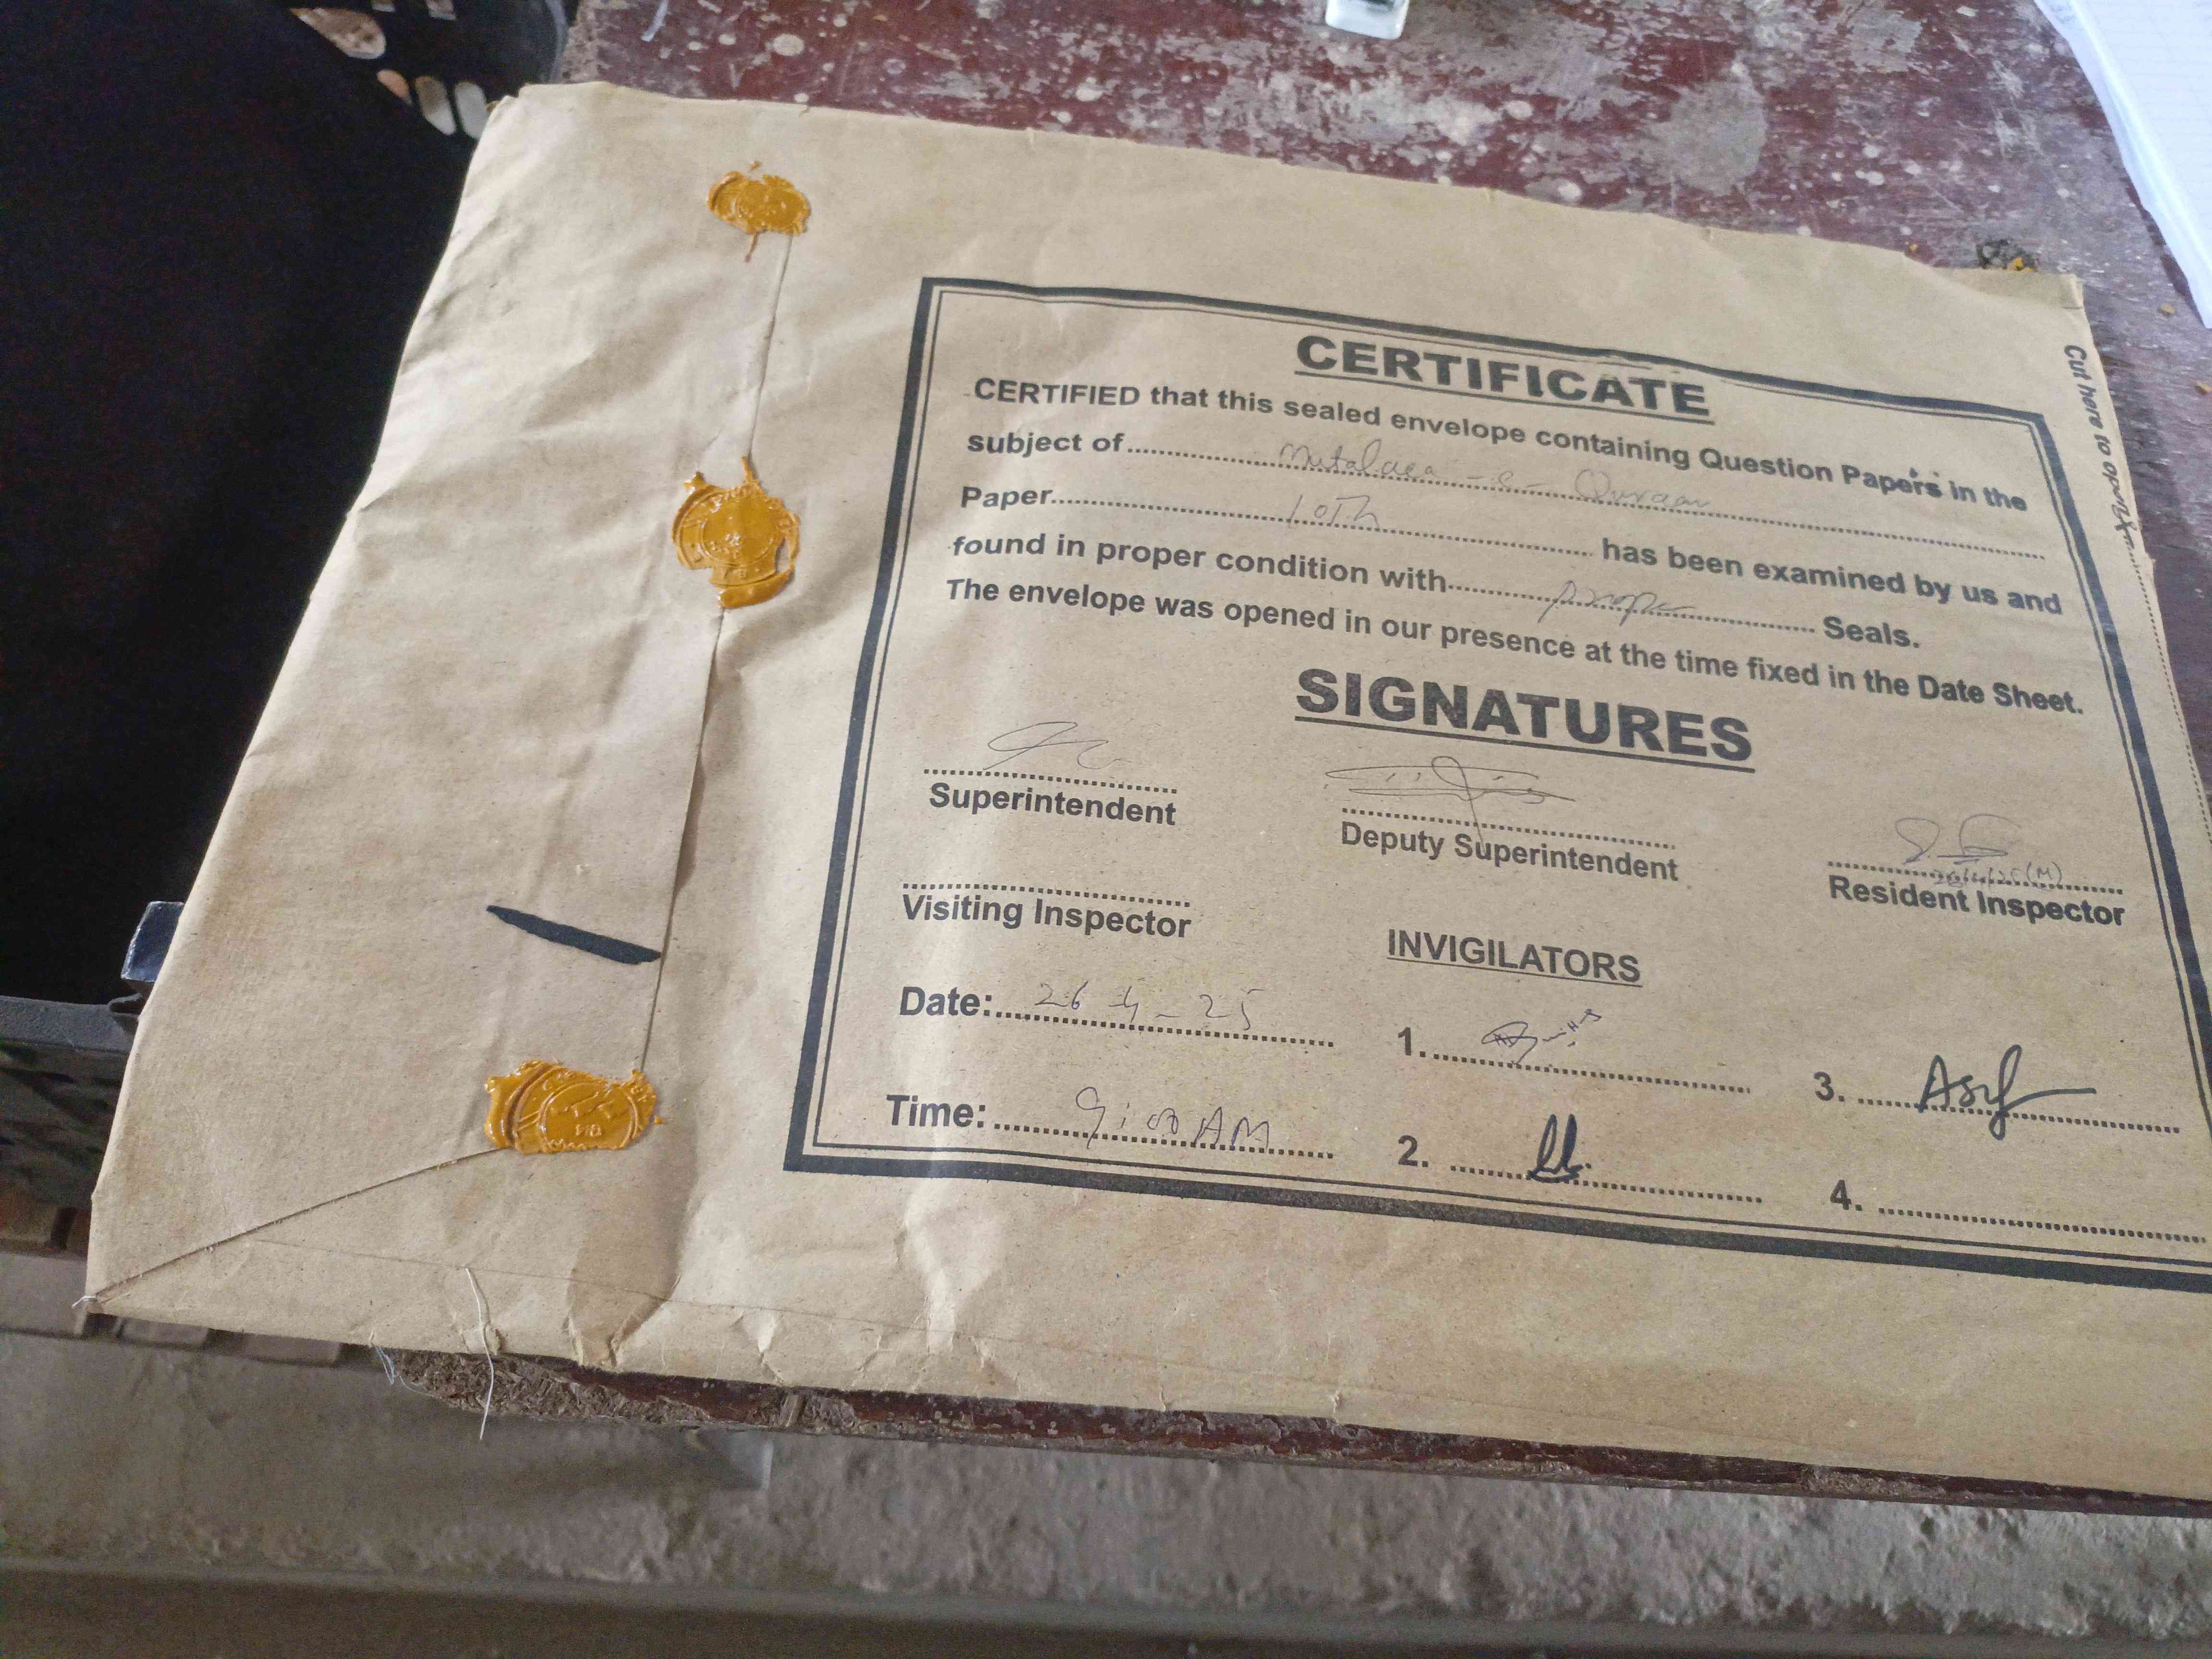 CERTIFICATE
CERTIFIED that this sealed envelope containing Question Papers in the
subject of Mutalaea-e-Quraan
Paper 10Th has been examined by us and
found in proper condition with proper Seals.
The envelope was opened in our presence at the time fixed in the Date Sheet.
SIGNATURES
Superintendent
Deputy Superintendent
26/4/25(M)
Resident Inspector
Visiting Inspector
INVIGILATORS
Date: 26-4-25
1.
3. Asif
Time: 9:00 AM
2.
4.
Cut here to open